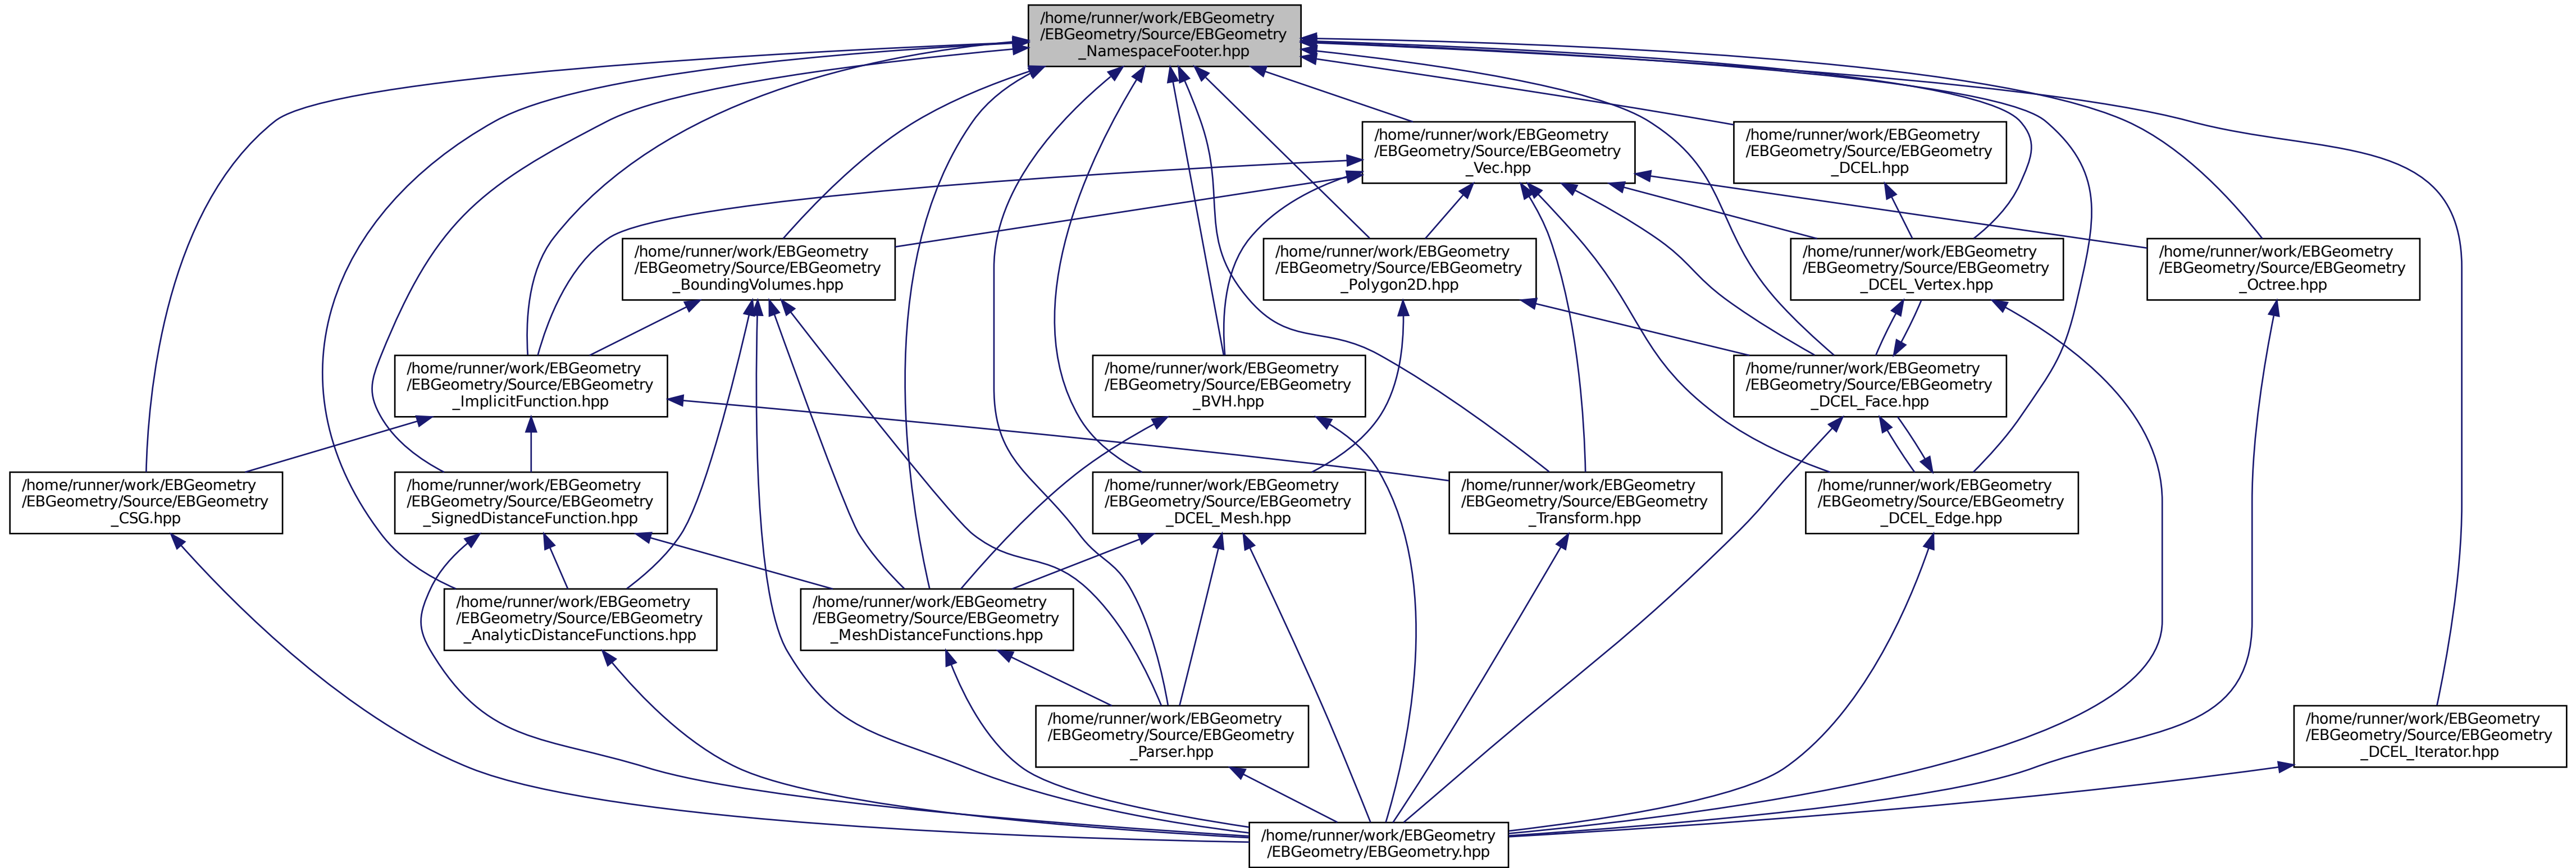 /home/runner/work/EBGeometry
/EBGeometry/Source/EBGeometry
_NamespaceFooter.hpp
/home/runner/work/EBGeometry
/EBGeometry/Source/EBGeometry
_Vec.hpp
/home/runner/work/EBGeometry
/EBGeometry/Source/EBGeometry
_DCEL.hpp
/home/runner/work/EBGeometry
/EBGeometry/Source/EBGeometry
_BoundingVolumes.hpp
/home/runner/work/EBGeometry
/EBGeometry/Source/EBGeometry
_Polygon2D.hpp
/home/runner/work/EBGeometry
/EBGeometry/Source/EBGeometry
_DCEL_Vertex.hpp
/home/runner/work/EBGeometry
/EBGeometry/Source/EBGeometry
_Octree.hpp
/home/runner/work/EBGeometry
/EBGeometry/Source/EBGeometry
_ImplicitFunction.hpp
/home/runner/work/EBGeometry
/EBGeometry/Source/EBGeometry
_BVH.hpp
/home/runner/work/EBGeometry
/EBGeometry/Source/EBGeometry
_DCEL_Face.hpp
/home/runner/work/EBGeometry
/EBGeometry/Source/EBGeometry
_CSG.hpp
/home/runner/work/EBGeometry
/EBGeometry/Source/EBGeometry
_SignedDistanceFunction.hpp
/home/runner/work/EBGeometry
/EBGeometry/Source/EBGeometry
_DCEL_Mesh.hpp
/home/runner/work/EBGeometry
/EBGeometry/Source/EBGeometry
_Transform.hpp
/home/runner/work/EBGeometry
/EBGeometry/Source/EBGeometry
_DCEL_Edge.hpp
/home/runner/work/EBGeometry
/EBGeometry/Source/EBGeometry
_AnalyticDistanceFunctions.hpp
/home/runner/work/EBGeometry
/EBGeometry/Source/EBGeometry
_MeshDistanceFunctions.hpp
/home/runner/work/EBGeometry
/EBGeometry/Source/EBGeometry
_Parser.hpp
/home/runner/work/EBGeometry
/EBGeometry/Source/EBGeometry
_DCEL_Iterator.hpp
/home/runner/work/EBGeometry
/EBGeometry/EBGeometry.hpp